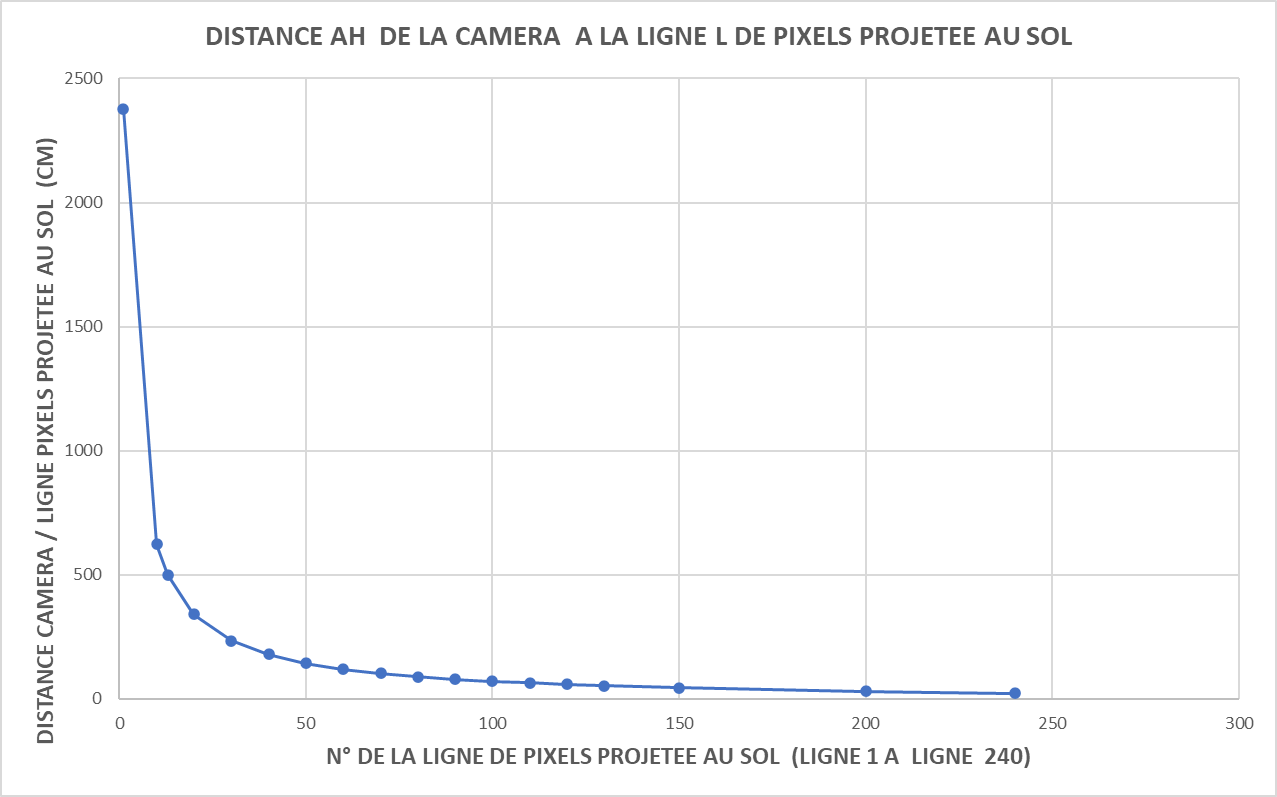 DISTANCE AH DE LA CAMERA A LA LIGNE L DE PIXELS PROJETEE AU SOL
DISTANCE CAMERA / LIGNE PIXELS PROJETEE AU SOL (CM)
2500
2000
1500
1000
500
0
0 50 100 150 200 250 300
N° DE LA LIGNE DE PIXELS PROJETEE AU SOL (LIGNE 1 A LIGNE 240)